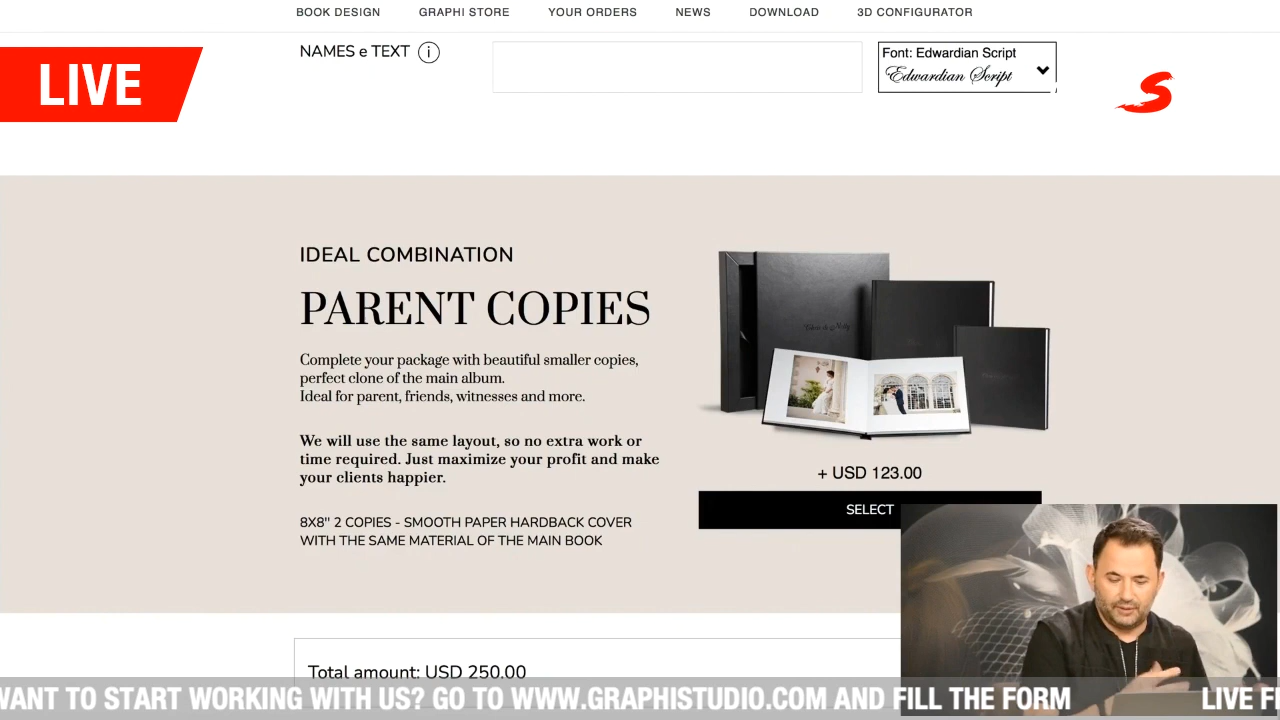 BOOK DESIGN GRAPHI STORE YOUR ORDERS NEWS DOWNLOAD 3D CONFIGURATOR
NAMES e TEXT i
Font: Edwardian Script
Edwardian Script
LIVE
S
IDEAL COMBINATION
PARENT COPIES
Complete your package with beautiful smaller copies,
perfect clone of the main album.
Ideal for parent, friends, witnesses and more.
We will use the same layout, so no extra work or
time required. Just maximize your profit and make
your clients happier.
8X8" 2 COPIES - SMOOTH PAPER HARDBACK COVER
WITH THE SAME MATERIAL OF THE MAIN BOOK
+ USD 123.00
SELECT
Total amount: USD 250.00
WANT TO START WORKING WITH US? GO TO WWW.GRAPHISTUDIO.COM AND FILL THE FORM LIVE F